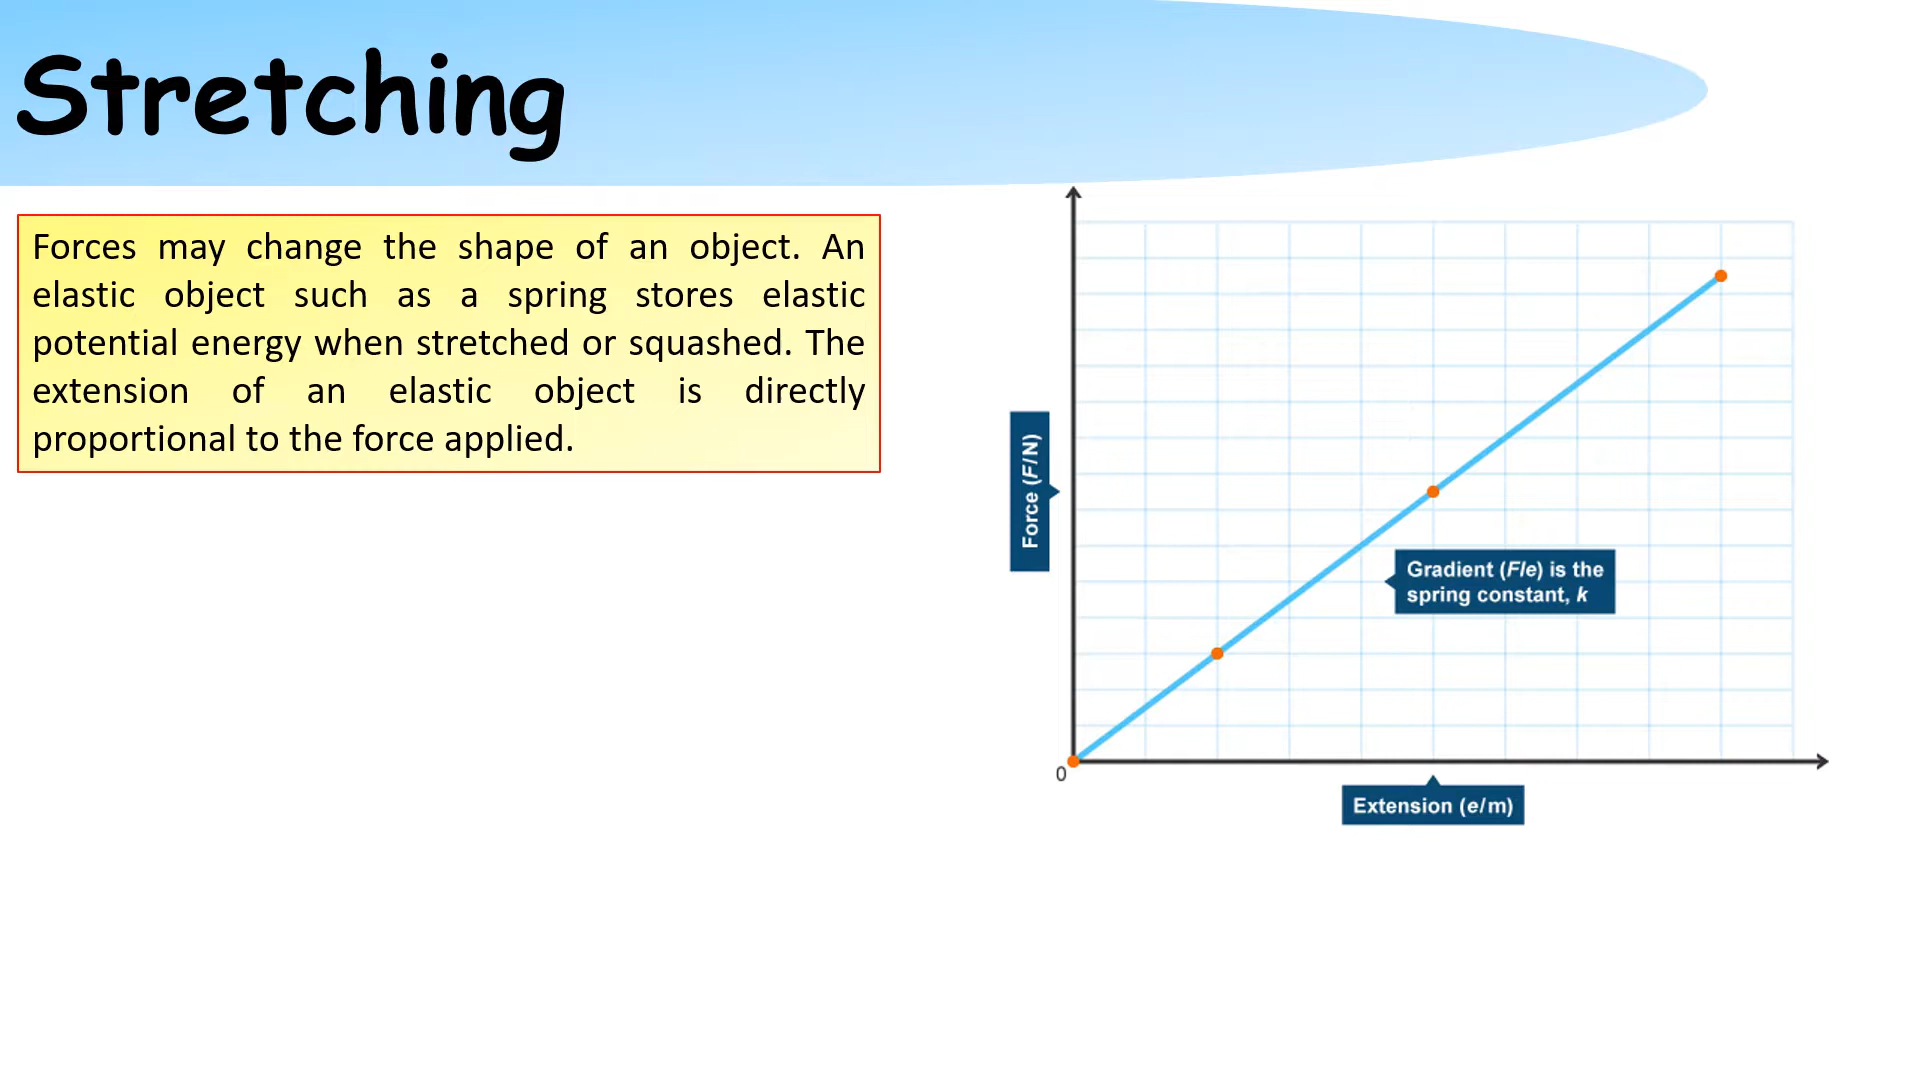 Stretching
Forces may change the shape of an object. An
elastic object such as a spring stores elastic
potential energy when stretched or squashed. The
extension of an elastic object is directly
proportional to the force applied.
Force (F/N)
Gradient (F/e) is the
spring constant, k
0
Extension (e/m)